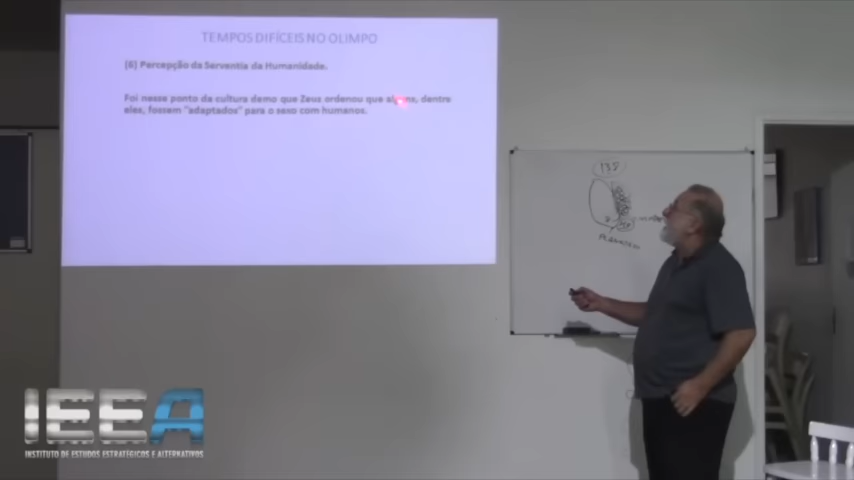 TEMPOS DIFÍCEIS NO OLIMPO
(6) Percepção da Serventia da Humanidade.
Foi nesse ponto da cultura demo que Zeus ordenou que alguns, dentre
eles, fossem "adaptados" para o sexo com humanos.
IEEA
INSTITUTO DE ESTUDOS ESTRATÉGICOS E ALTERNATIVOS